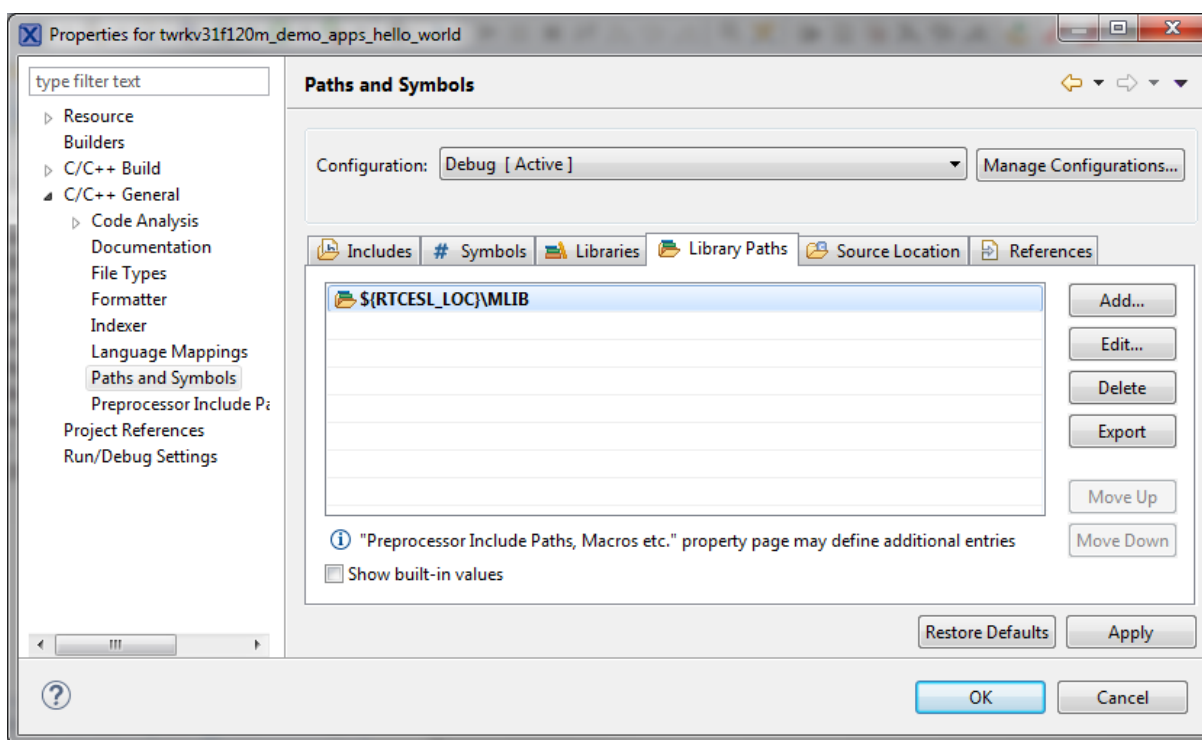 Properties for twrkv31f120m_demo_apps_hello_world
type filter text
Resource
Builders
C/C++ Build
C/C++ General
Code Analysis
Documentation
File Types
Formatter
Indexer
Language Mappings
Paths and Symbols
Preprocessor Include Pa
Project References
Run/Debug Settings
Paths and Symbols
Configuration: Debug [ Active ] Manage Configurations...
Includes # Symbols Libraries Library Paths Source Location References
${RTCESL_LOC}\MLIB
Add...
Edit...
Delete
Export
Move Up
Move Down
"Preprocessor Include Paths, Macros etc." property page may define additional entries
Show built-in values
Restore Defaults Apply
OK Cancel